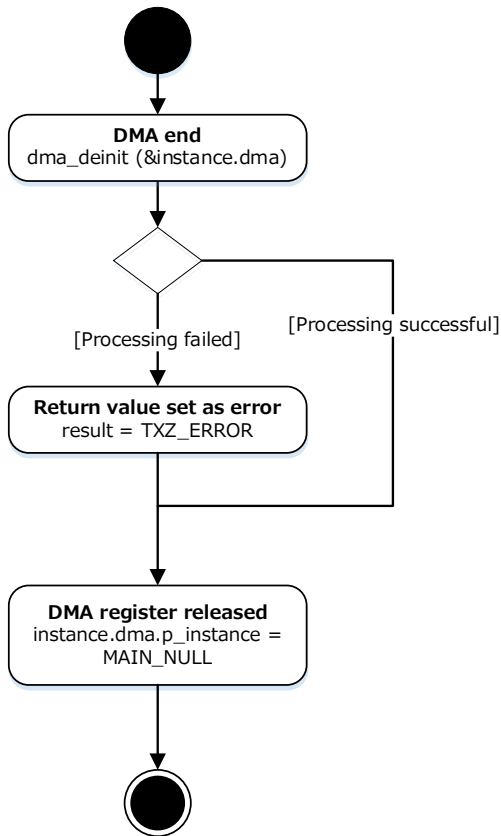 DMA end
dma_deinit (&instance.dma)
[Processing failed]
[Processing successful]
Return value set as error
result = TXZ_ERROR
DMA register released
instance.dma.p_instance =
MAIN_NULL